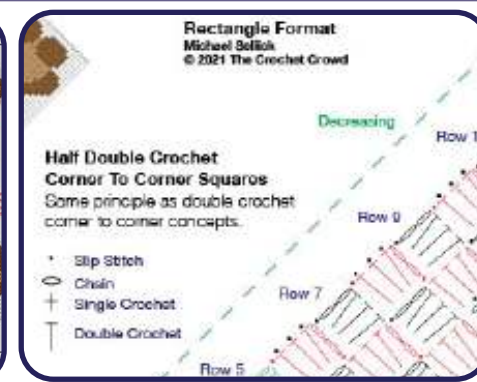 Rectangle Format
Michael Sellick
© 2021 The Crochet Crowd
Decreasing
Row 1
Half Double Crochet
Corner To Corner Squares
Same principle as double crochet
corner to corner concepts.
Row 9
Slip Stitch
Chain
Single Crochet
Double Crochet
Row 7
Row 5